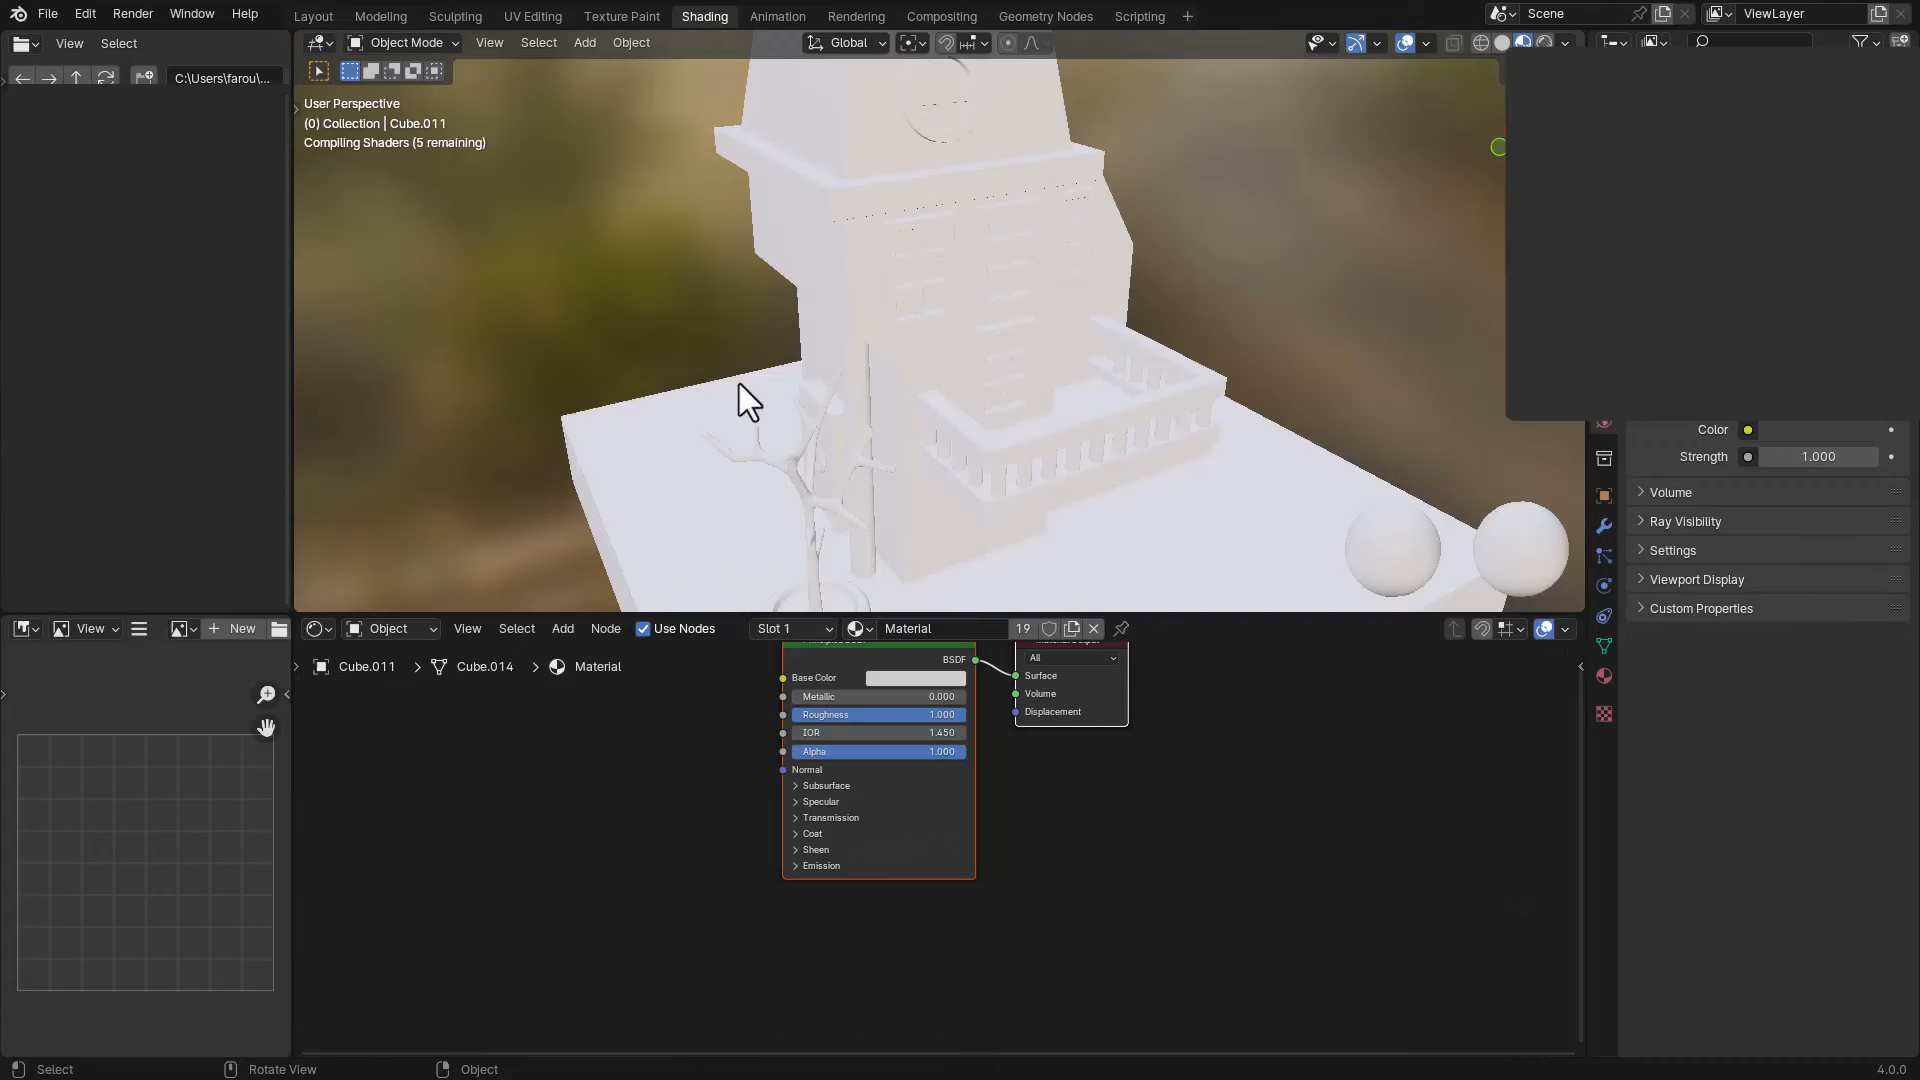 File Edit Render Window Help
Layout Modeling Sculpting UV Editing Texture Paint Shading Animation Rendering Compositing Geometry Nodes Scripting +
Scene
ViewLayer
View Select
Object Mode View Select Add Object
Global
C:\Users\farou\...
User Perspective
(0) Collection | Cube.011
Compiling Shaders (5 remaining)
Color
Strength 1.000
Volume
Ray Visibility
Settings
Viewport Display
Custom Properties
View
+ New
Object View Select Add Node Use Nodes Slot 1 Material 19
Cube.011 > Cube.014 > Material
BSDF
Base Color
Metallic 0.000
Roughness 1.000
IOR 1.450
Alpha 1.000
Normal
Subsurface
Specular
Transmission
Coat
Sheen
Emission
All
Surface
Volume
Displacement
Select
Rotate View
Object
4.0.0